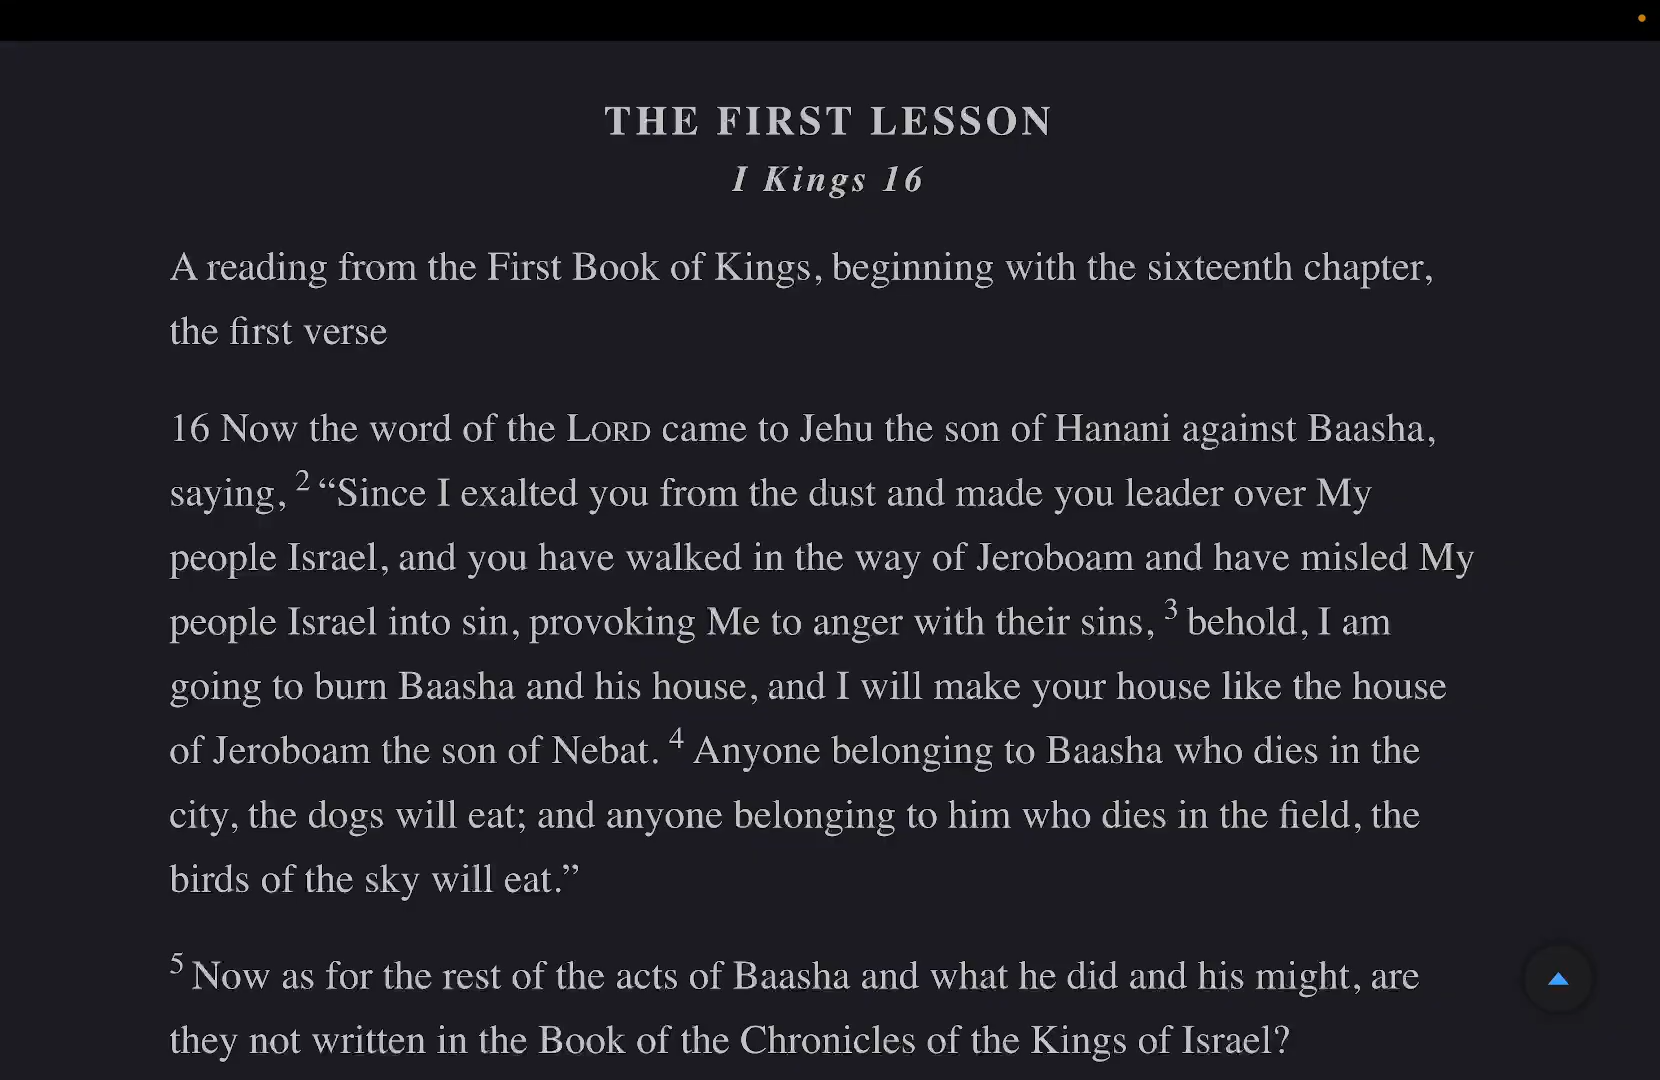 THE FIRST LESSON
I Kings 16
A reading from the First Book of Kings, beginning with the sixteenth chapter,
the first verse
16 Now the word of the LORD came to Jehu the son of Hanani against Baasha,
saying, 2 “Since I exalted you from the dust and made you leader over My
people Israel, and you have walked in the way of Jeroboam and have misled My
people Israel into sin, provoking Me to anger with their sins, 3 behold, I am
going to burn Baasha and his house, and I will make your house like the house
of Jeroboam the son of Nebat. 4 Anyone belonging to Baasha who dies in the
city, the dogs will eat; and anyone belonging to him who dies in the field, the
birds of the sky will eat.”
5 Now as for the rest of the acts of Baasha and what he did and his might, are
they not written in the Book of the Chronicles of the Kings of Israel?